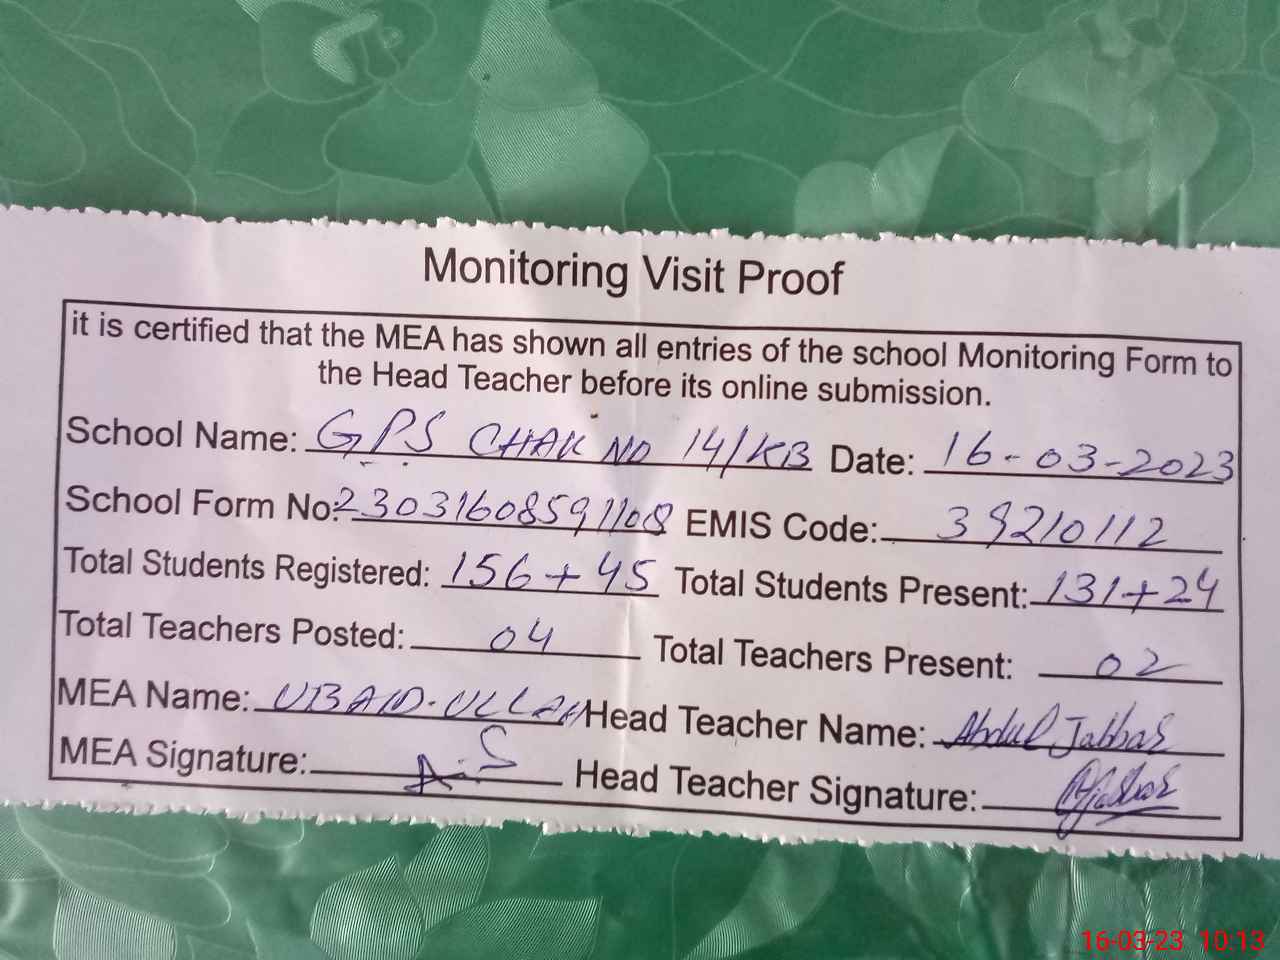 Monitoring Visit Proof
it is certified that the MEA has shown all entries of the school Monitoring Form to
the Head Teacher before its online submission.
School Name: GPS CHAK NO 14/KB Date: 16-03-2023
School Form No: 23031608591108 EMIS Code: 39210112
Total Students Registered: 156+45 Total Students Present: 131+24
Total Teachers Posted: 04 Total Teachers Present: 02
MEA Name: UBAID-ULLAH Head Teacher Name: Abdul Jabbar
MEA Signature: Head Teacher Signature:
16-03-23 10:13